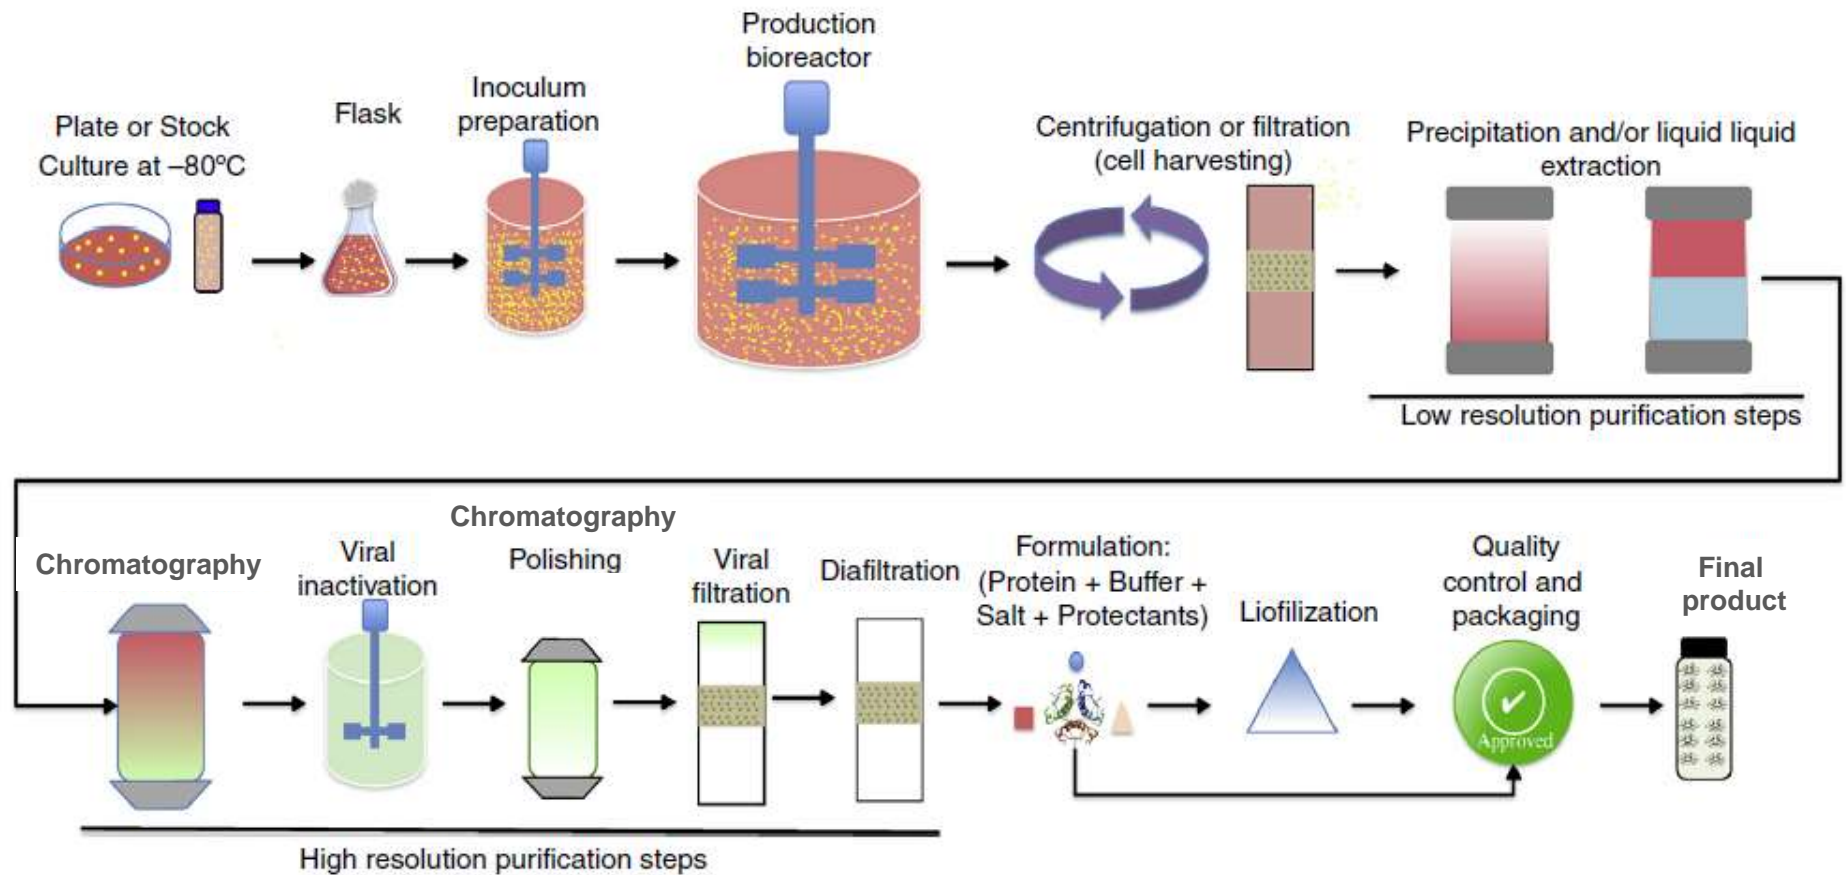 Plate or Stock
Culture at –80ºC
Flask
Inoculum
preparation
Production
bioreactor
Centrifugation or filtration
(cell harvesting)
Precipitation and/or liquid liquid
extraction
Low resolution purification steps
Chromatography
Viral
inactivation
Chromatography
Polishing
Viral
filtration
Diafiltration
Formulation:
(Protein + Buffer +
Salt + Protectants)
Liofilization
Quality
control and
packaging
Approved
Final
product
High resolution purification steps